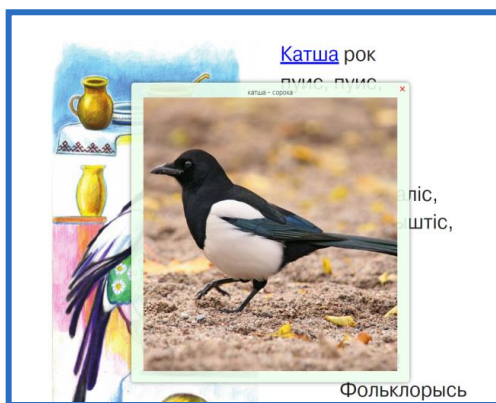 Катша рок
пуис, пуис,
катша – сорока
×
аліс,
штіс,
Фольклорысь